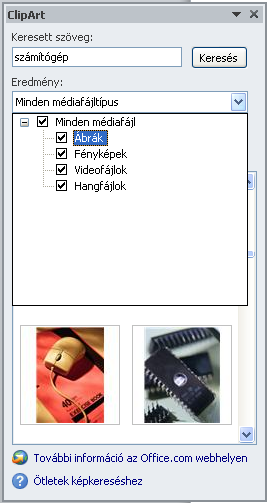 ClipArt
Keresett szöveg:
számítógép
Keresés
Eredmény:
Minden médiafájltípus
Minden médiafájl
Ábrák
Fényképek
Videofájlok
Hangfájlok
További információ az Office.com webhelyen
Ötletek képkereséshez